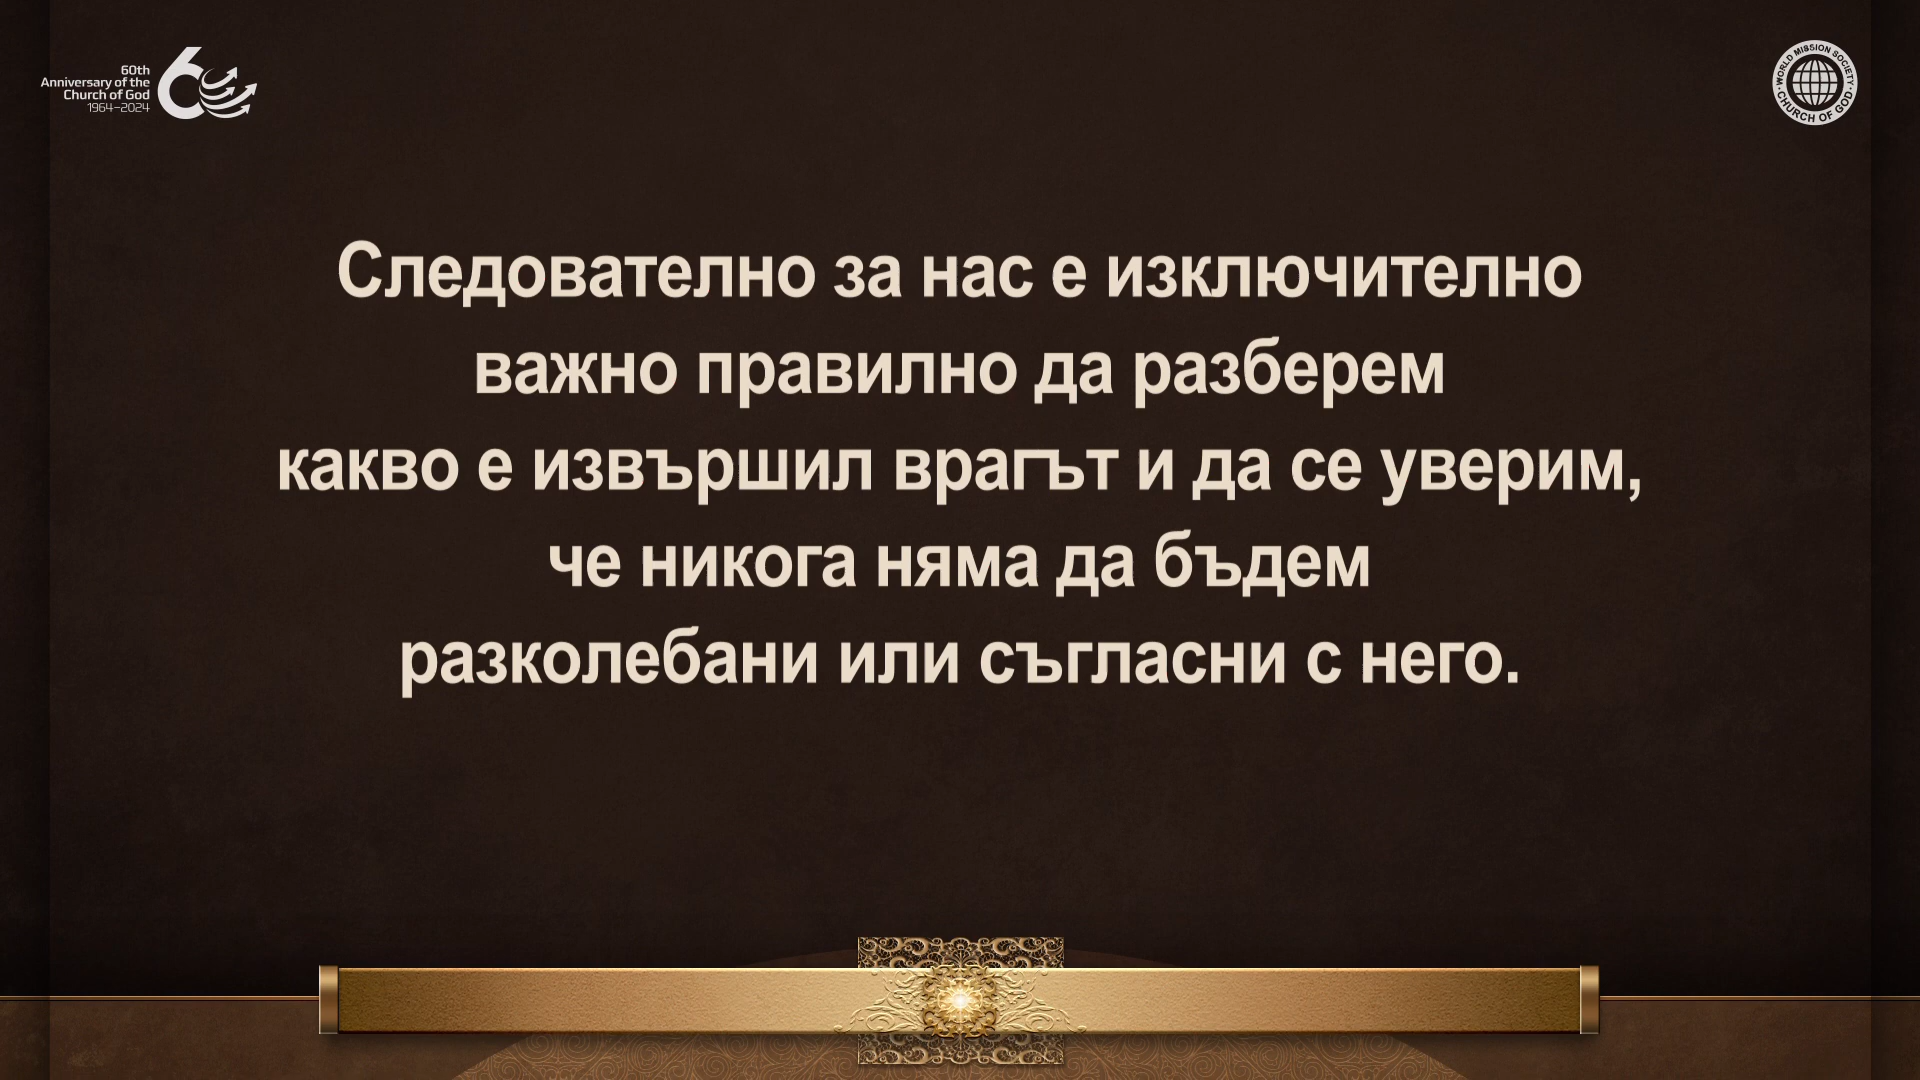 60th
Anniversary of the
Church of God
1964–2024
WORLD MISSION SOCIETY
CHURCH OF GOD
Следователно за нас е изключително
важно правилно да разберем
какво е извършил врагът и да се уверим,
че никога няма да бъдем
разколебани или съгласни с него.